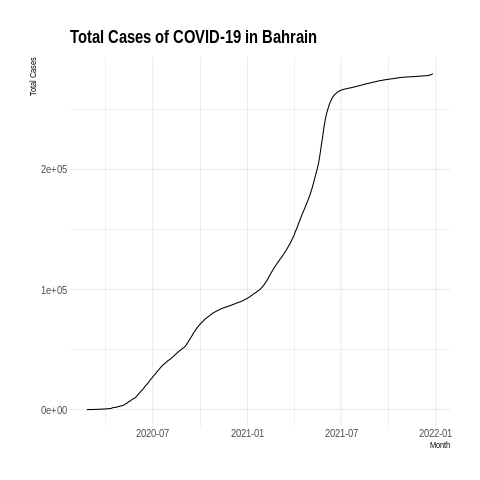 Total Cases of COVID-19 in Bahrain
Total Cases
2e+05
1e+05
0e+00
2020-07 2021-01 2021-07 2022-01
Month